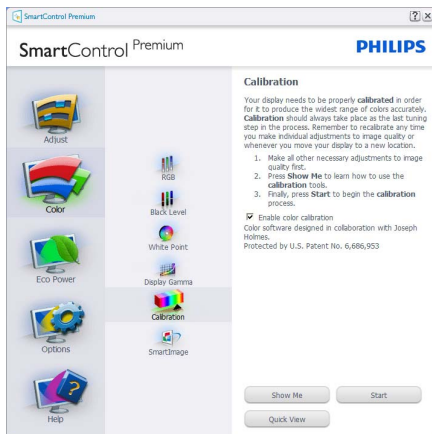 SmartControl Premium
SmartControl Premium
PHILIPS
Adjust
Color
Eco Power
Options
Help
RGB
Black Level
White Point
Display Gamma
Calibration
SmartImage
Calibration
Your display needs to be properly calibrated in order
for it to produce the widest range of colors accurately.
Calibration should always take place as the last tuning
step in the process. Remember to recalibrate any time
you make individual adjustments to image quality or
whenever you move your display to a new location.
1. Make all other necessary adjustments to image
quality first.
2. Press Show Me to learn how to use the
calibration tools.
3. Finally, press Start to begin the calibration
process.
Enable color calibration
Color software designed in collaboration with Joseph
Holmes.
Protected by U.S. Patent No. 6,686,953
Show Me
Start
Quick View